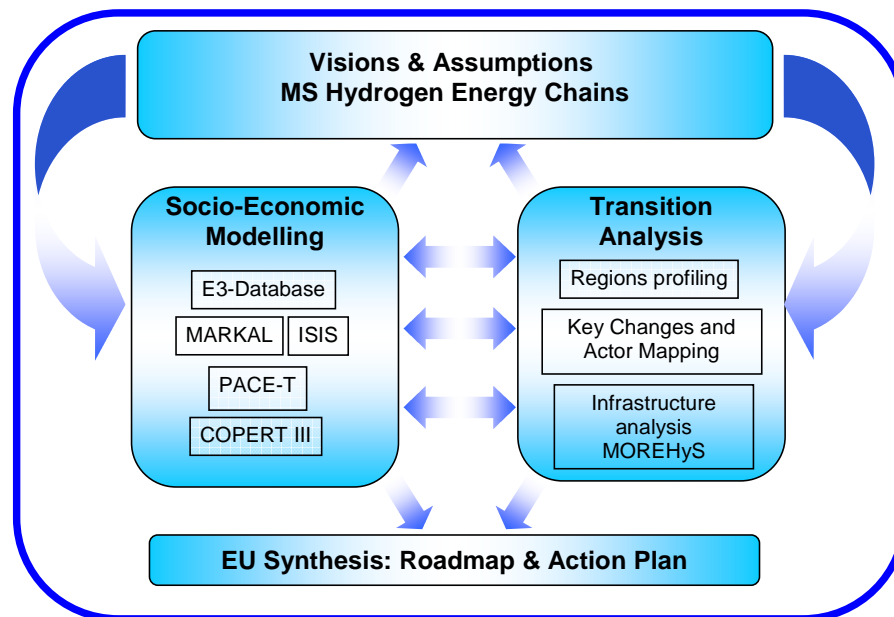 Visions & Assumptions
MS Hydrogen Energy Chains
Socio-Economic
Modelling
E3-Database
MARKAL
ISIS
PACE-T
COPERT III
Transition
Analysis
Regions profiling
Key Changes and
Actor Mapping
Infrastructure
analysis
MOREHyS
EU Synthesis: Roadmap & Action Plan